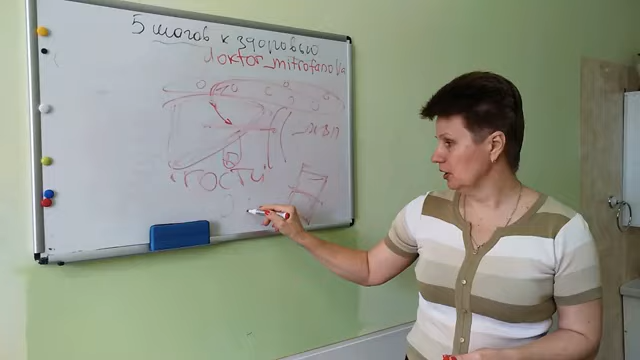 5 шагов к здоровью
doktor_mitrofanova
"гости"